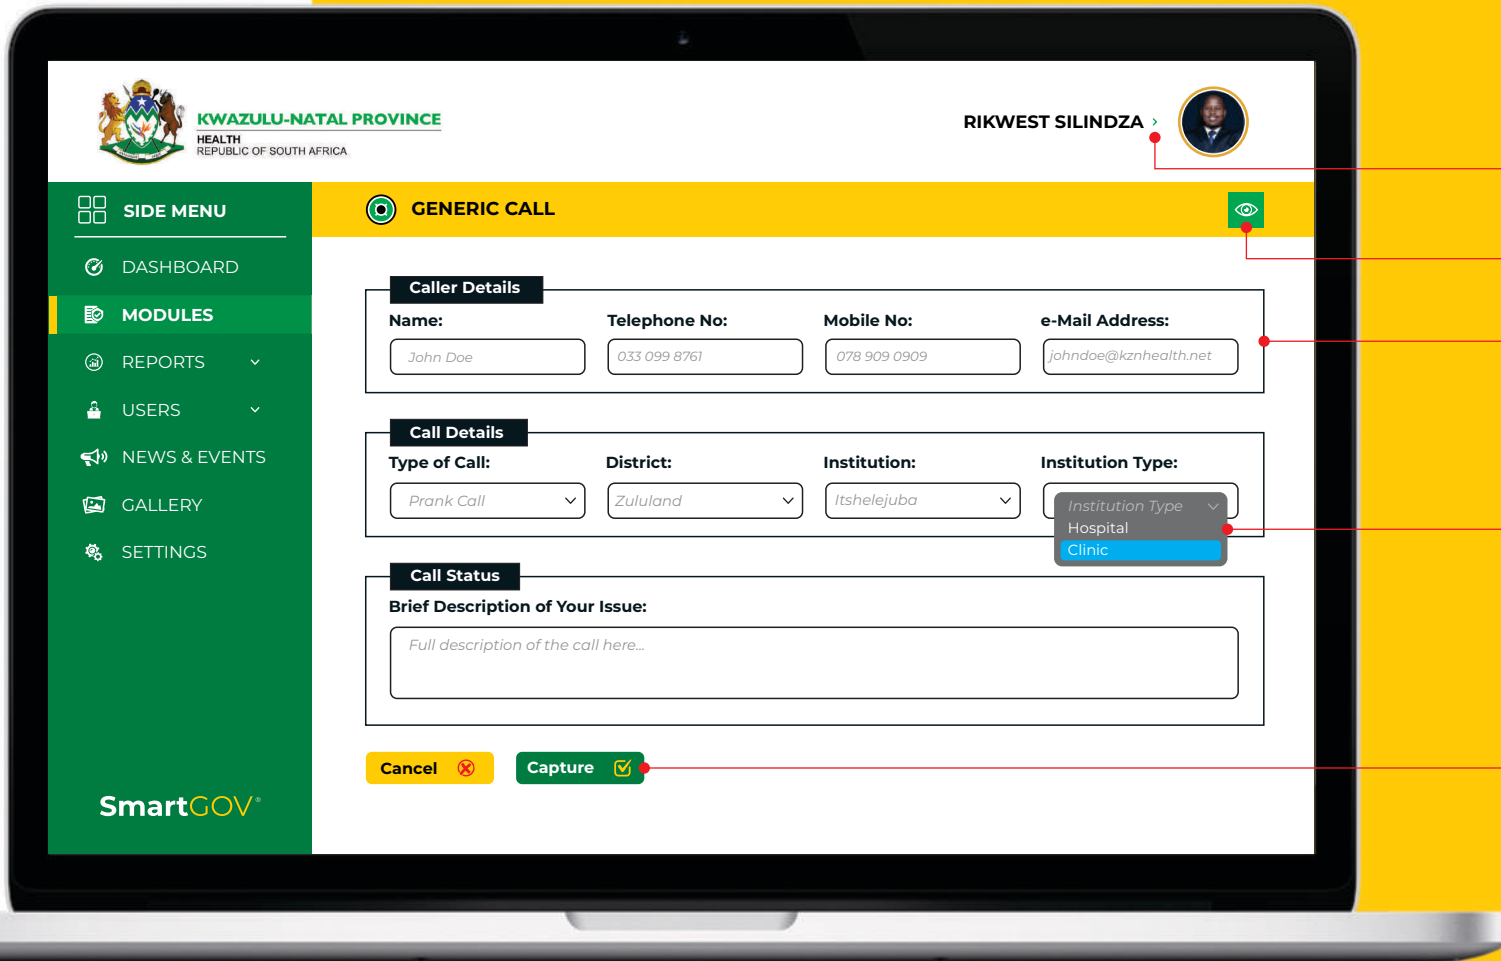 KWAZULU-NATAL PROVINCE
HEALTH
REPUBLIC OF SOUTH AFRICA
RIKWEST SILINDZA
SIDE MENU
DASHBOARD
MODULES
REPORTS
USERS
NEWS & EVENTS
GALLERY
SETTINGS
SmartGOV
GENERIC CALL
Caller Details
Name: Telephone No: Mobile No: e-Mail Address:
John Doe 033 099 8761 078 909 0909 johndoe@kznhealth.net
Call Details
Type of Call: District: Institution: Institution Type:
Prank Call Zululand Itshelejuba Institution Type
Hospital
Clinic
Call Status
Brief Description of Your Issue:
Full description of the call here...
Cancel Capture